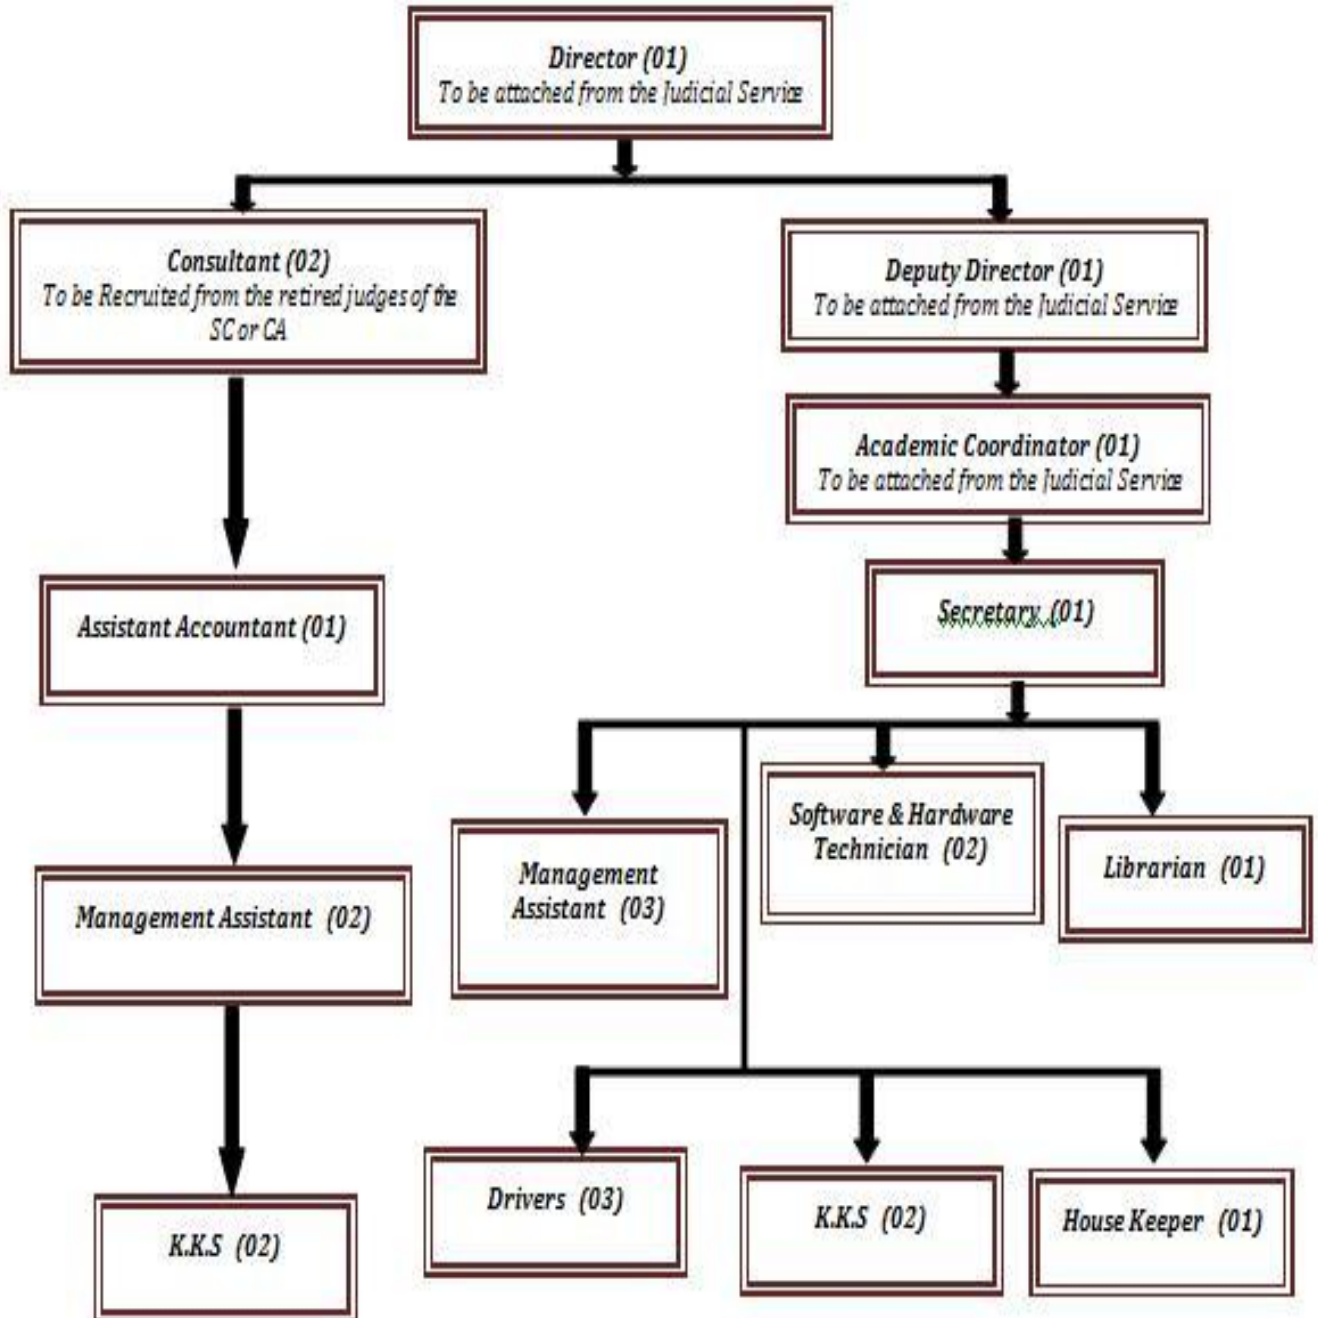 Director (01)
To be attached from the Judicial Service
Consultant (02)
To be Recruited from the retired judges of the
SC or CA
Deputy Director (01)
To be attached from the Judicial Service
Academic Coordinator (01)
To be attached from the Judicial Service
Assistant Accountant (01)
Secretary (01)
Software & Hardware
Technician (02)
Management
Assistant (03)
Librarian (01)
Management Assistant (02)
Drivers (03)
K.K.S (02)
House Keeper (01)
K.K.S (02)